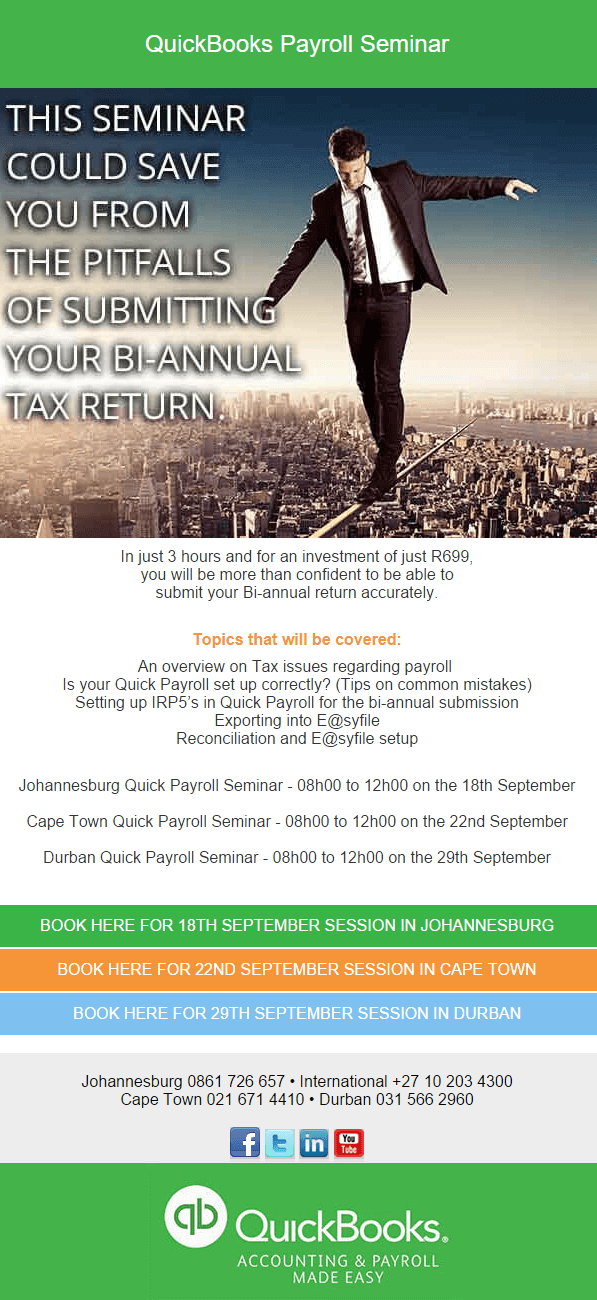 QuickBooks Payroll Seminar
THIS SEMINAR
COULD SAVE
YOU FROM
THE PITFALLS
OF SUBMITTING
YOUR BI-ANNUAL
TAX RETURN.
In just 3 hours and for an investment of just R699,
you will be more than confident to be able to
submit your Bi-annual return accurately.
Topics that will be covered:
An overview on Tax issues regarding payroll
Is your Quick Payroll set up correctly? (Tips on common mistakes)
Setting up IRP5's in Quick Payroll for the bi-annual submission
Exporting into E@syfile
Reconciliation and E@syfile setup
Johannesburg Quick Payroll Seminar - 08h00 to 12h00 on the 18th September
Cape Town Quick Payroll Seminar - 08h00 to 12h00 on the 22nd September
Durban Quick Payroll Seminar - 08h00 to 12h00 on the 29th September
BOOK HERE FOR 18TH SEPTEMBER SESSION IN JOHANNESBURG
BOOK HERE FOR 22ND SEPTEMBER SESSION IN CAPE TOWN
BOOK HERE FOR 29TH SEPTEMBER SESSION IN DURBAN
Johannesburg 0861 726 657 • International +27 10 203 4300
Cape Town 021 671 4410 • Durban 031 566 2960
f t in You
Tube
qb QuickBooks.®
ACCOUNTING & PAYROLL
MADE EASY